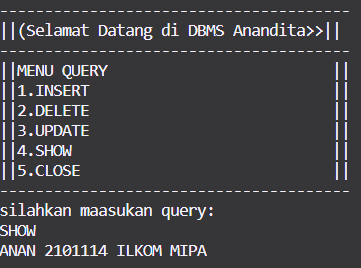 -----------------------------------
||(Selamat Datang di DBMS Anandita>>||
-----------------------------------
||MENU QUERY ||
||1.INSERT ||
||2.DELETE ||
||3.UPDATE ||
||4.SHOW ||
||5.CLOSE ||
-----------------------------------
silahkan maasukan query:
SHOW
ANAN 2101114 ILKOM MIPA